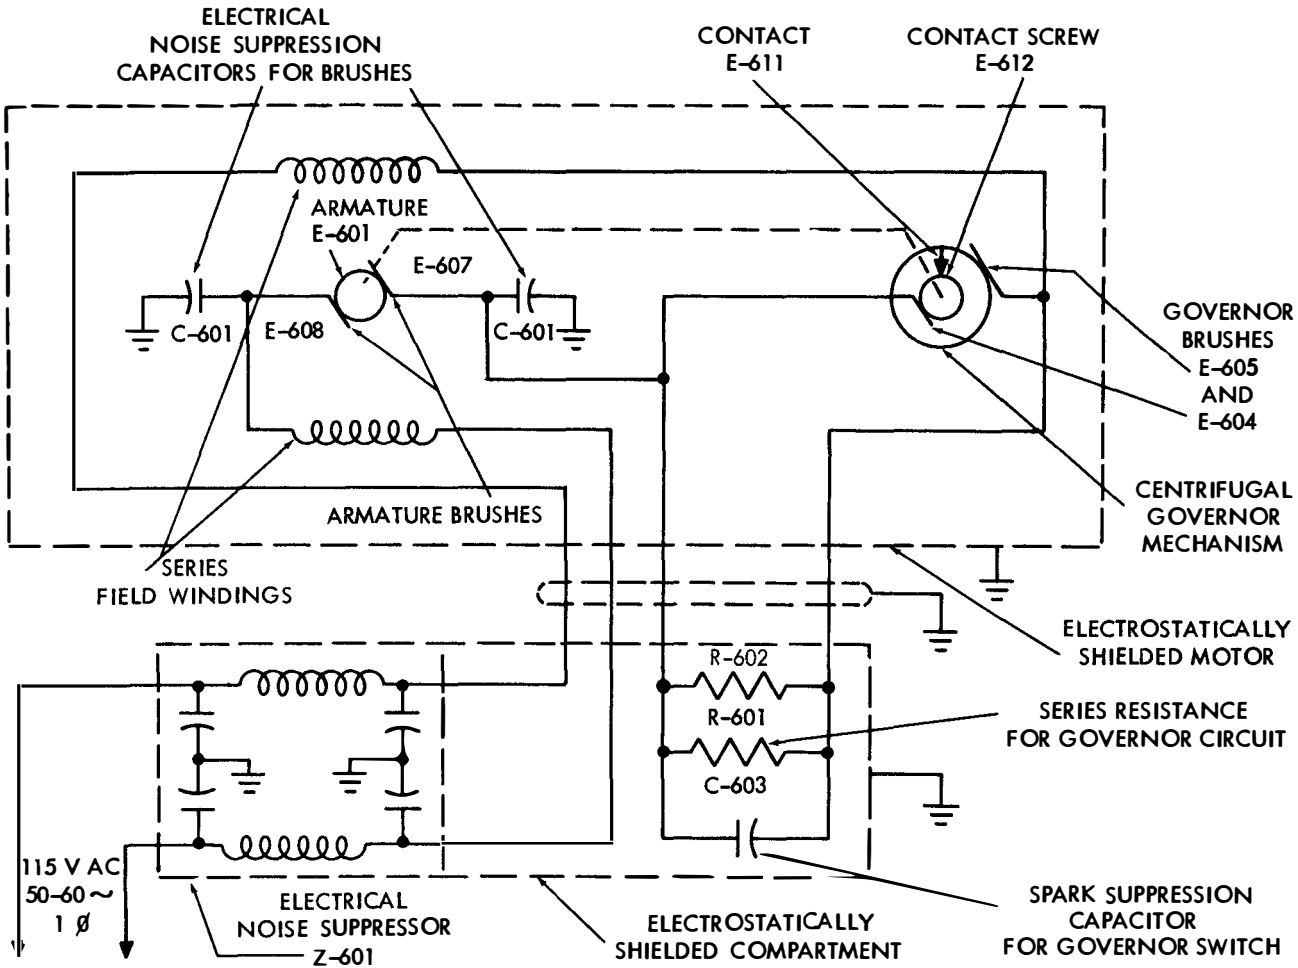 ELECTRICAL
NOISE SUPPRESSION
CAPACITORS FOR BRUSHES
CONTACT
E-611
CONTACT SCREW
E-612
ARMATURE
E-601
E-607
C-601
E-608
C-601
GOVERNOR
BRUSHES
E-605
AND
E-604
ARMATURE BRUSHES
CENTRIFUGAL
GOVERNOR
MECHANISM
SERIES
FIELD WINDINGS
ELECTROSTATICALLY
SHIELDED MOTOR
R-602
R-601
C-603
SERIES RESISTANCE
FOR GOVERNOR CIRCUIT
115 V AC
50-60 ~
1 Ø
ELECTRICAL
NOISE SUPPRESSOR
Z-601
ELECTROSTATICALLY
SHIELDED COMPARTMENT
SPARK SUPPRESSION
CAPACITOR
FOR GOVERNOR SWITCH